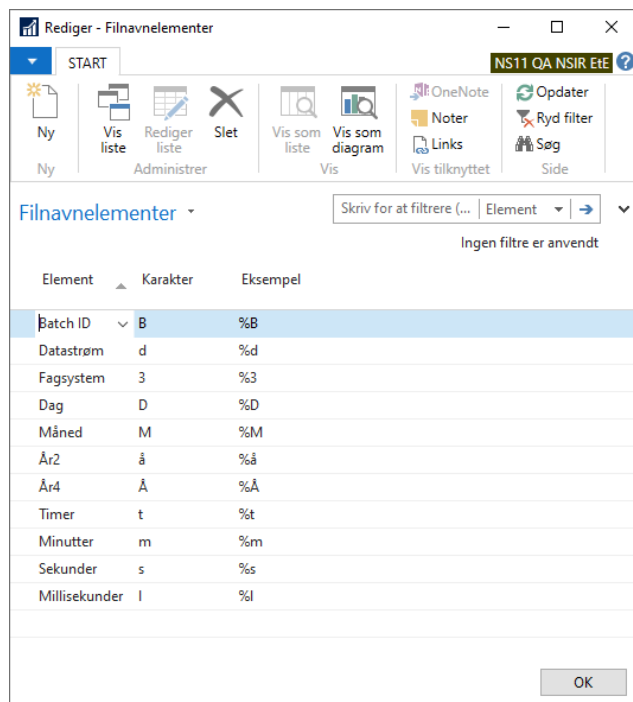 Rediger - Filnavnelementer
START
NS11 QA NSIR EtE
Ny
Vis liste
Rediger liste
Slet
Vis som liste
Vis som diagram
OneNote
Noter
Links
Opdater
Ryd filter
Søg
Ny
Administrer
Vis
Vis tilknyttet
Side
Filnavnelementer
Skriv for at filtrere (... Element
Ingen filtre er anvendt
Element Karakter Eksempel
Batch ID B %B
Datastrøm d %d
Fagsystem 3 %3
Dag D %D
Måned M %M
År2 å %å
År4 Å %Å
Timer t %t
Minutter m %m
Sekunder s %s
Millisekunder l %l
OK